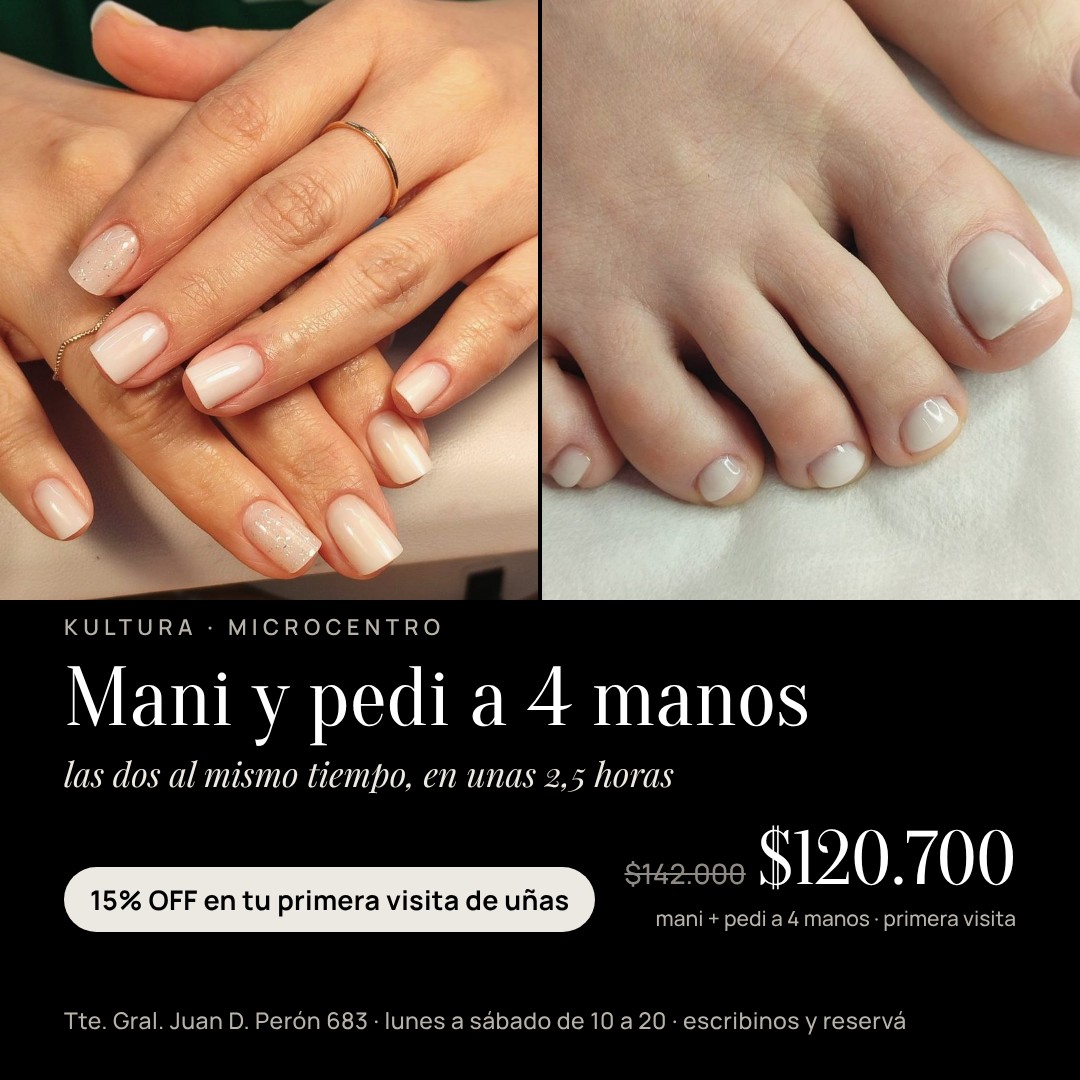 KULTURA · MICROCENTRO
Mani y pedi a 4 manos
las dos al mismo tiempo, en unas 2,5 horas
15% OFF en tu primera visita de uñas
$142.000 $120.700
mani + pedi a 4 manos · primera visita
Tte. Gral. Juan D. Perón 683 · lunes a sábado de 10 a 20 · escribinos y reservá